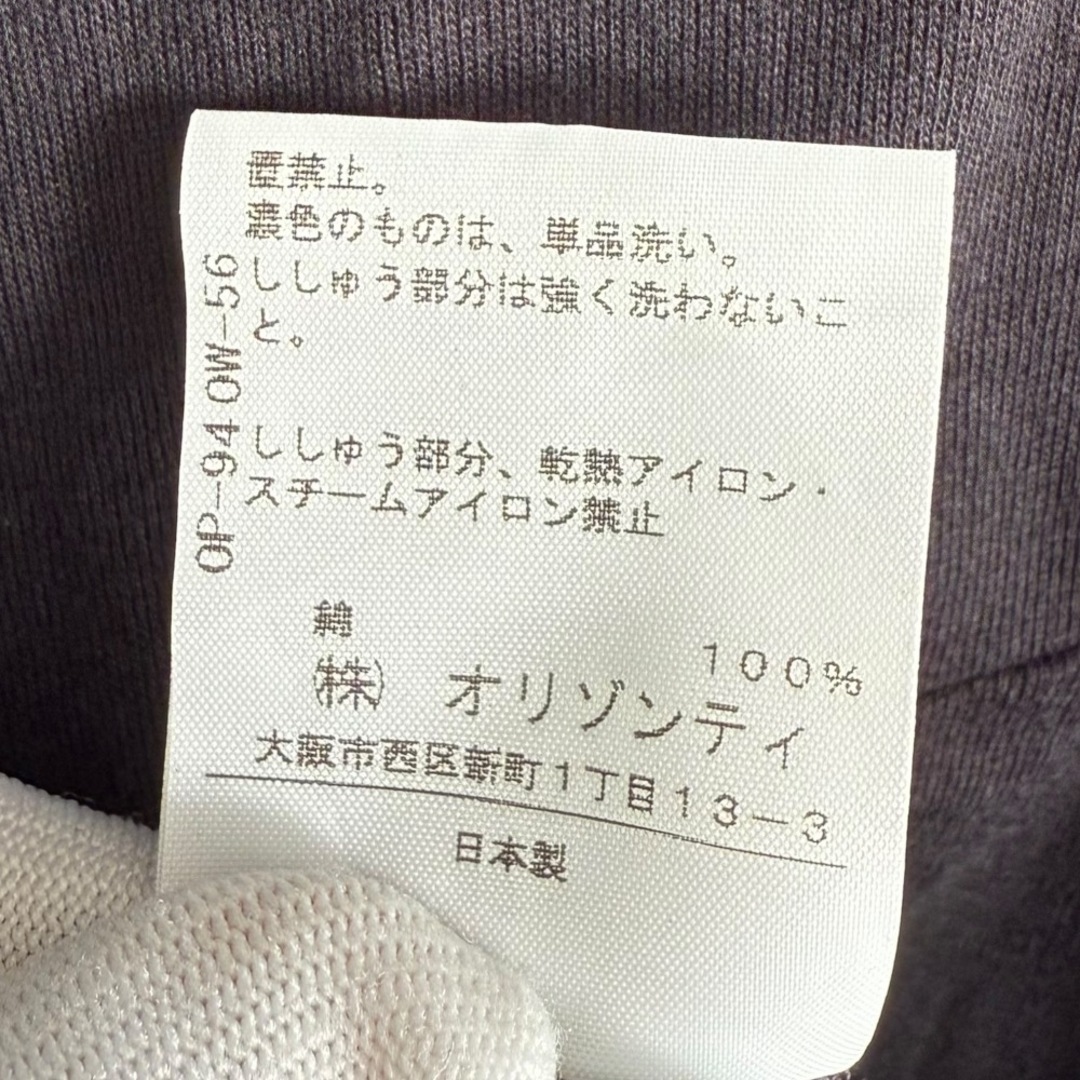 置禁止。
濃色のものは、単品洗い。
ししゅう部分は強く洗わないこ
と。
ししゅう部分、乾熱アイロン・
スチームアイロン禁止
OP-94 OW-56
綿
100%
㈱ オリゾンティ
大阪市西区新町1丁目13-3
日本製